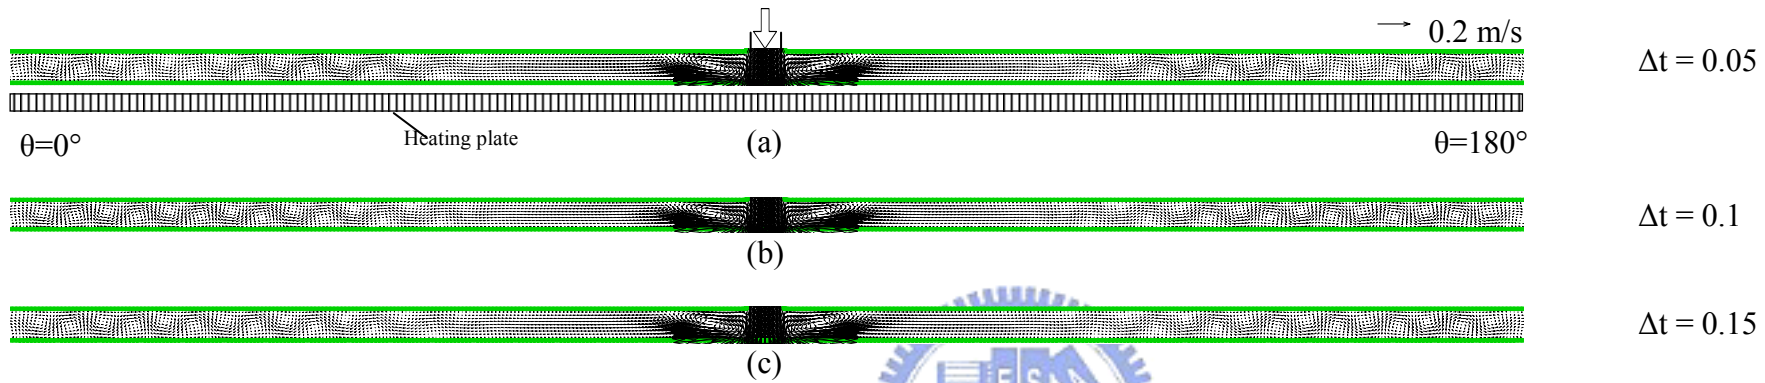 0.2 m/s
Δt = 0.05
Heating plate
θ=0°
(a)
θ=180°
Δt = 0.1
(b)
Δt = 0.15
(c)